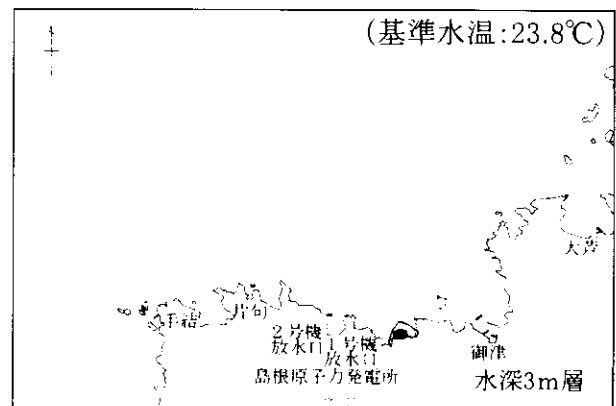 (基準水温:23.8℃)
大芦
手結
片句
2号機
放水口
1号機
放水口
御津
島根原子力発電所
水深3m層